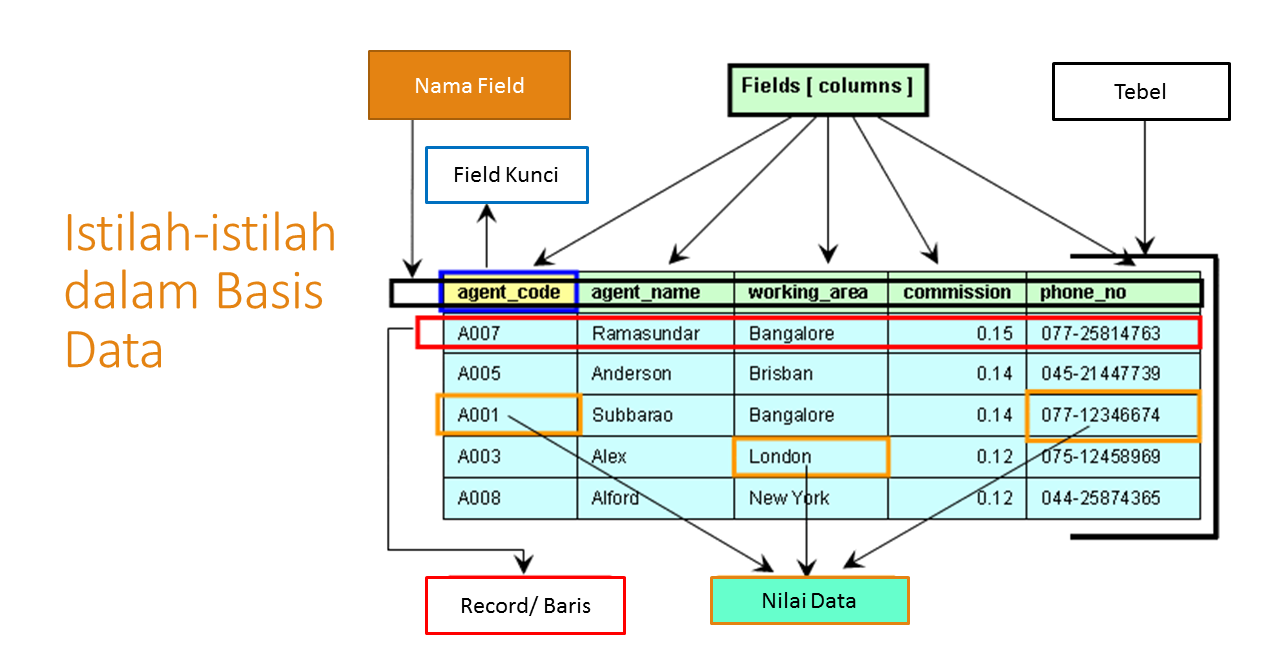 Nama Field
Fields [ columns ]
Tebel
Field Kunci
Istilah-istilah
dalam Basis
Data
agent_code agent_name working_area commission phone_no
A007 Ramasundar Bangalore 0.15 077-25814763
A005 Anderson Brisban 0.14 045-21447739
A001 Subbarao Bangalore 0.14 077-12346674
A003 Alex London 0.12 075-12458969
A008 Alford New York 0.12 044-25874365
Record/ Baris
Nilai Data